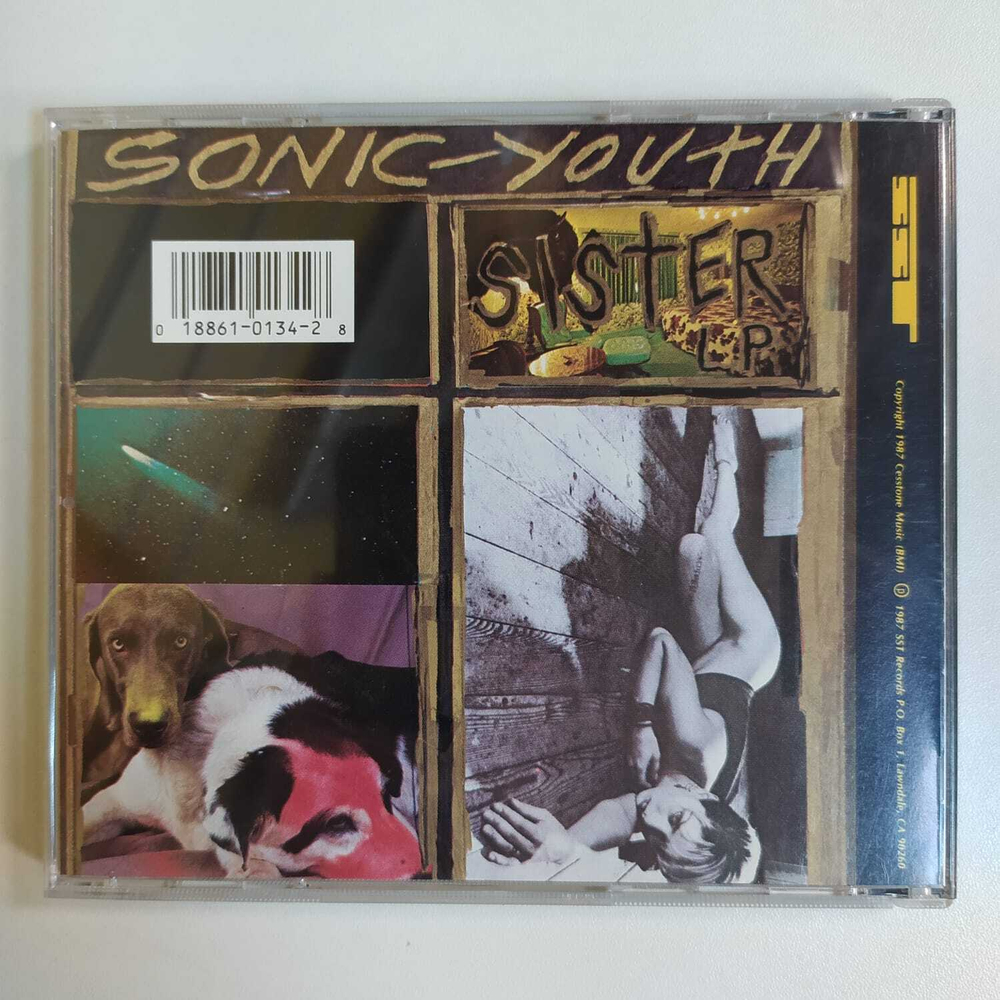 SONIC-YOUTH
SISTER
LP
0 18861-0134-2 8
SST
Copyright 1987 Cesstone Music (BMI) Ⓟ 1987 SST Records P.O. Box 1, Lawndale, CA 90260